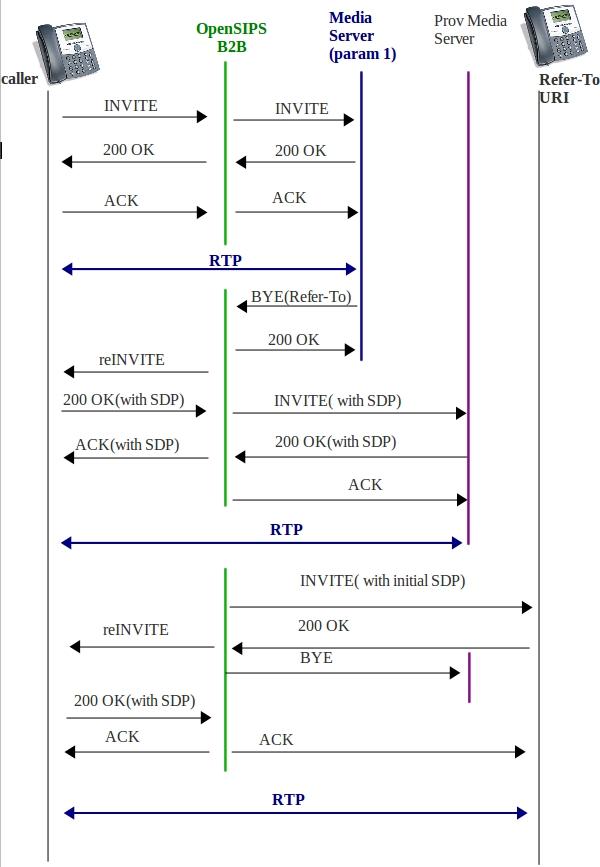 OpenSIPS
B2B
Media
Server
(param 1)
Prov Media
Server
caller
Refer-To
URI
INVITE
INVITE
200 OK
200 OK
ACK
ACK
RTP
BYE(Refer-To)
200 OK
reINVITE
200 OK(with SDP)
INVITE( with SDP)
ACK(with SDP)
200 OK(with SDP)
ACK
RTP
INVITE( with initial SDP)
reINVITE
200 OK
BYE
200 OK(with SDP)
ACK
ACK
RTP